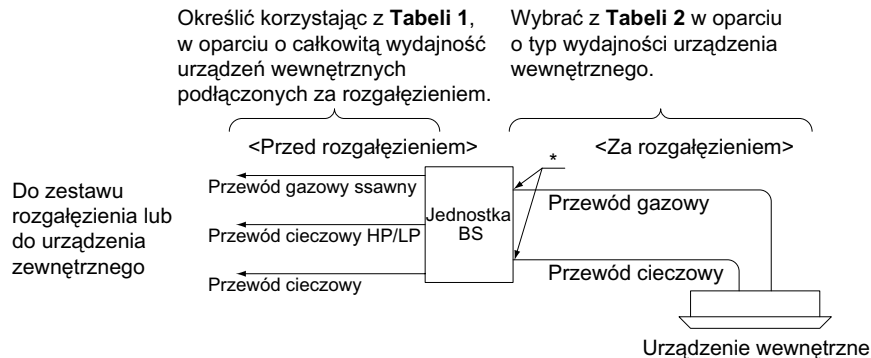 Określić korzystając z Tabeli 1,
w oparciu o całkowitą wydajność
urządzeń wewnętrznych
podłączonych za rozgałęzieniem.
Wybrać z Tabeli 2 w oparciu
o typ wydajności urządzenia
wewnętrznego.
<Przed rozgałęzieniem>
*
<Za rozgałęzieniem>
Do zestawu
rozgałęzienia lub
do urządzenia
zewnętrznego
Przewód gazowy ssawny
Przewód cieczowy HP/LP
Przewód cieczowy
Jednostka
BS
Przewód gazowy
Przewód cieczowy
Urządzenie wewnętrzne